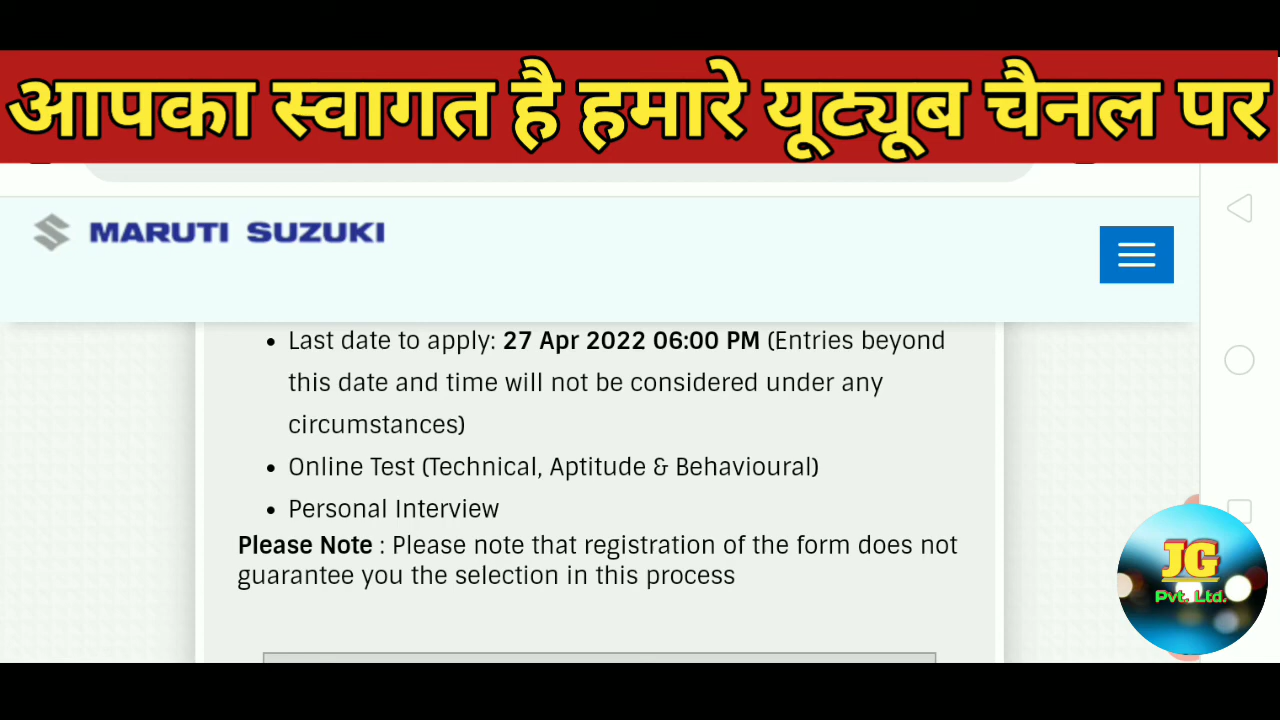 आपका स्वागत है हमारे यूट्यूब चैनल पर
MARUTI SUZUKI
• Last date to apply: 27 Apr 2022 06:00 PM (Entries beyond
this date and time will not be considered under any
circumstances)
• Online Test (Technical, Aptitude & Behavioural)
• Personal Interview
Please Note : Please note that registration of the form does not
guarantee you the selection in this process
JG
Pvt. Ltd.